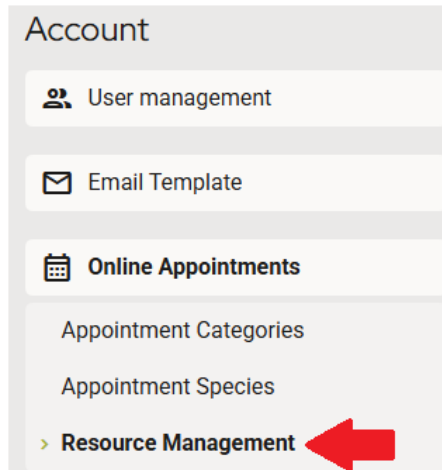 Account
User management
Email Template
Online Appointments
Appointment Categories
Appointment Species
Resource Management